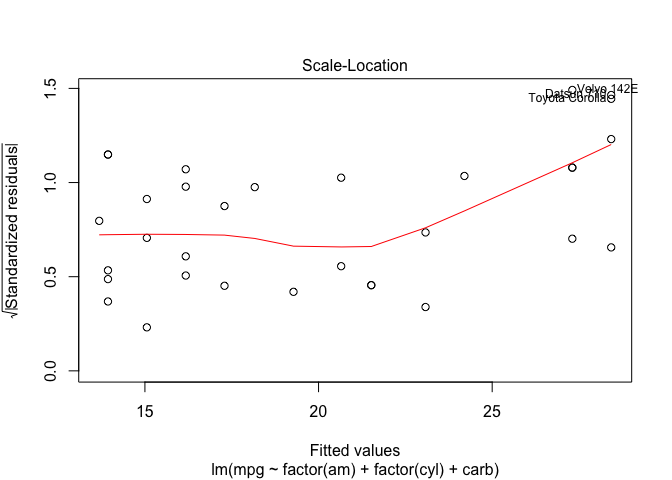 Scale-Location
√|Standardized residuals|
1.5
1.0
0.5
0.0
Volvo 142E
Datsun 710
Toyota Corolla
15
20
25
Fitted values
lm(mpg ~ factor(am) + factor(cyl) + carb)